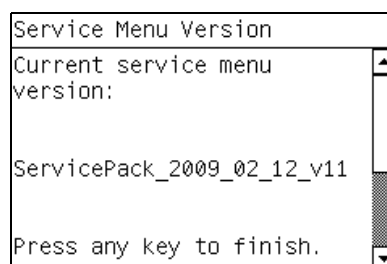 Service Menu Version
Current service menu
version:
ServicePack_2009_02_12_v11
Press any key to finish.